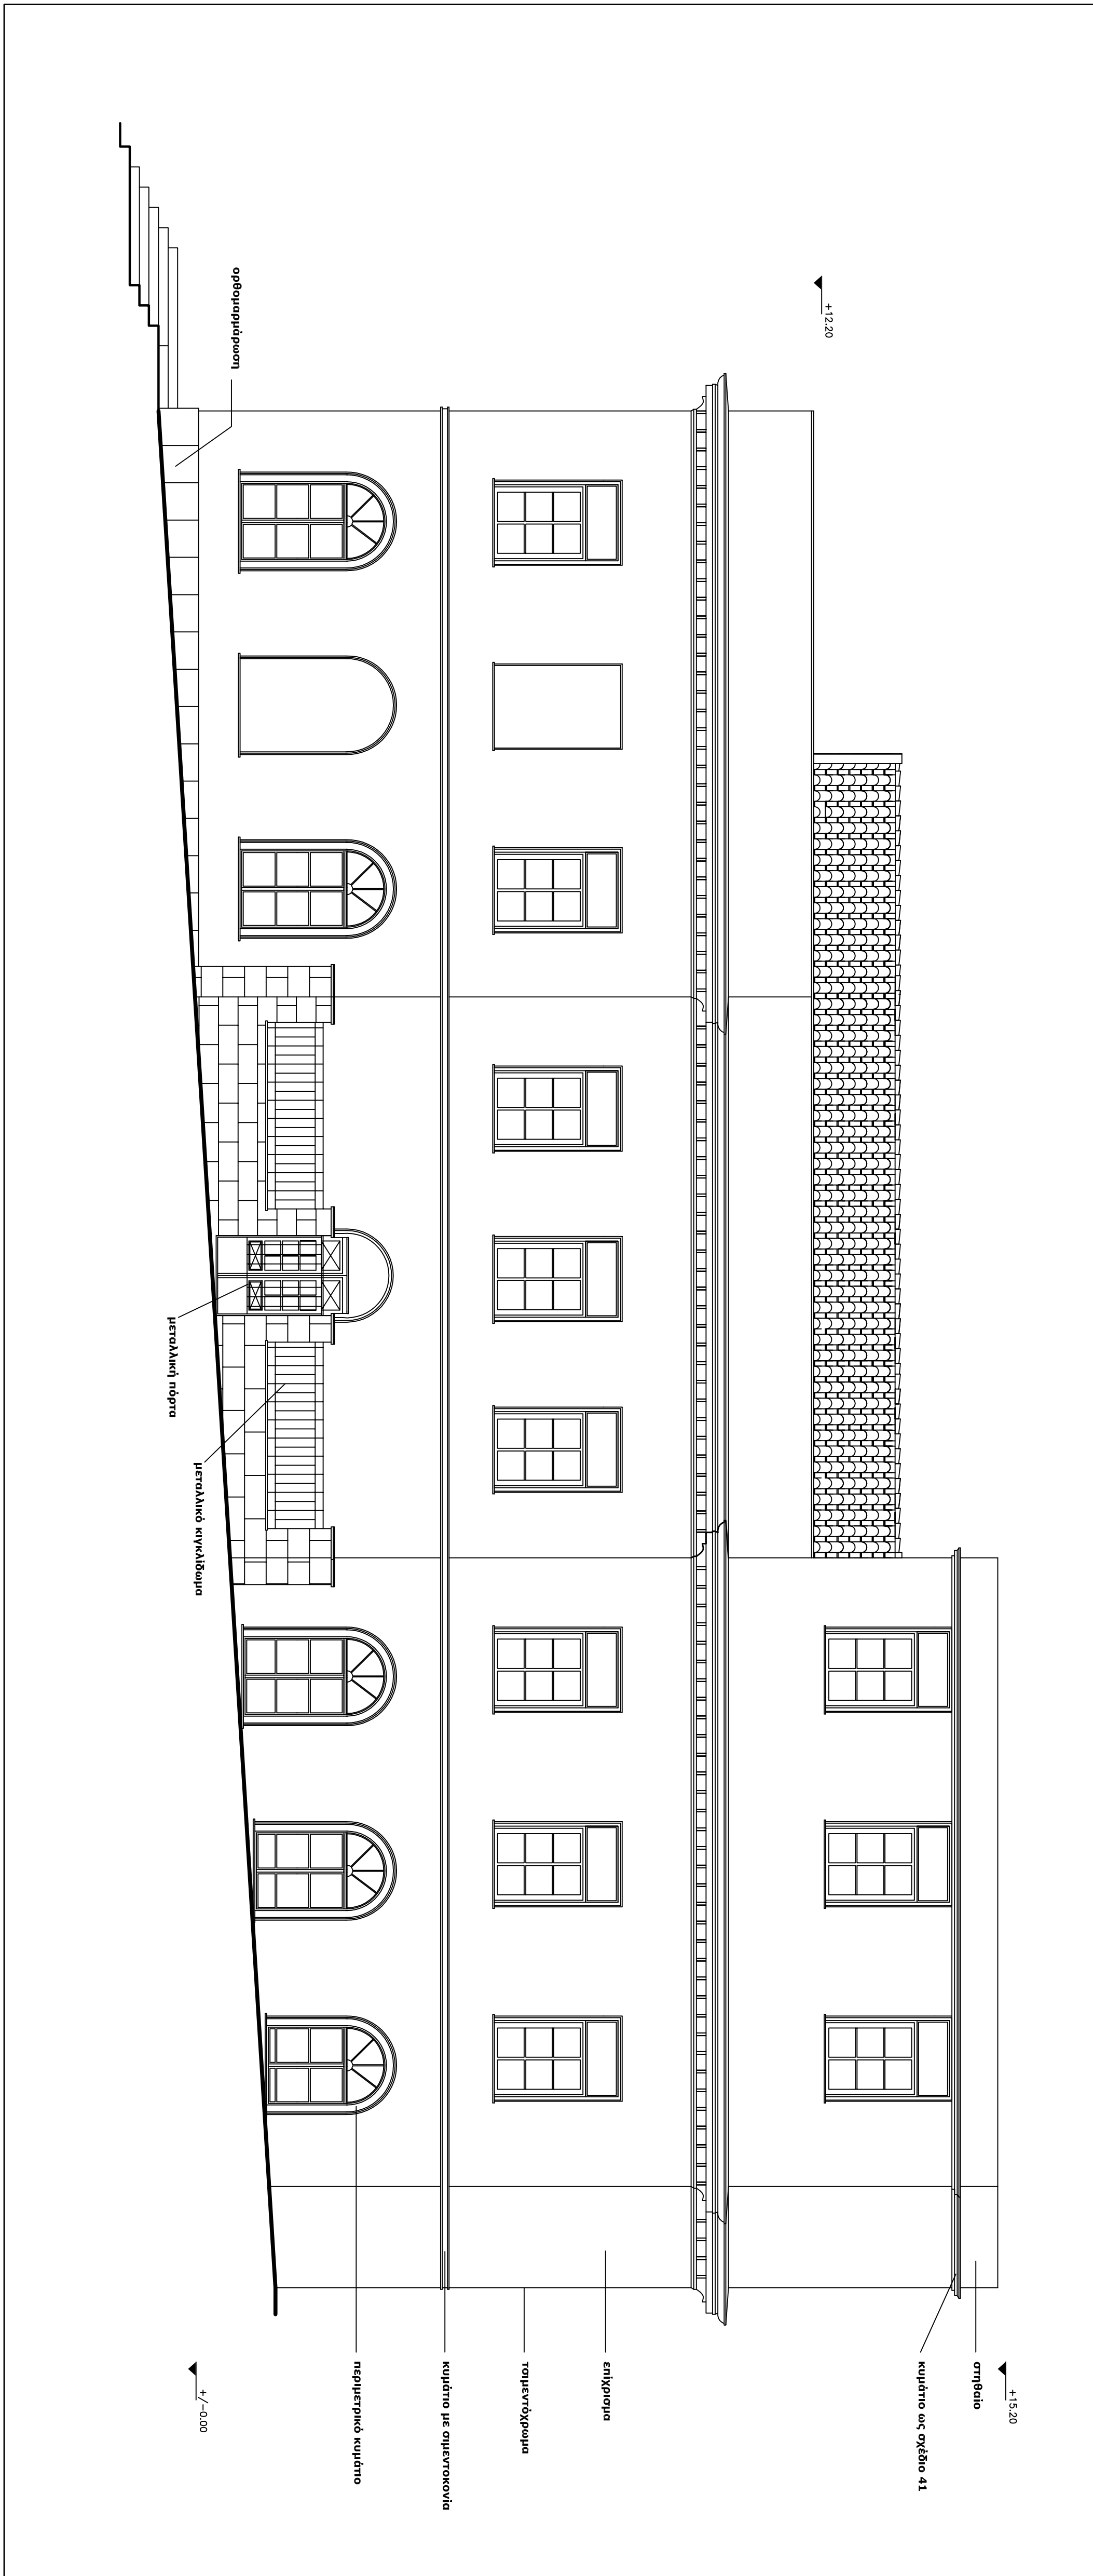 +12.20
ορθομαρμάρωση
μεταλλική πόρτα
μεταλλικό κιγκλίδωμα
+15.20
στηθαίο
κυμάτιο ως σχέδιο 41
επίχρισμα
τσιμεντόχρωμα
κυμάτιο με σιμεντοκονία
περιμετρικό κυμάτιο
+/-0.00